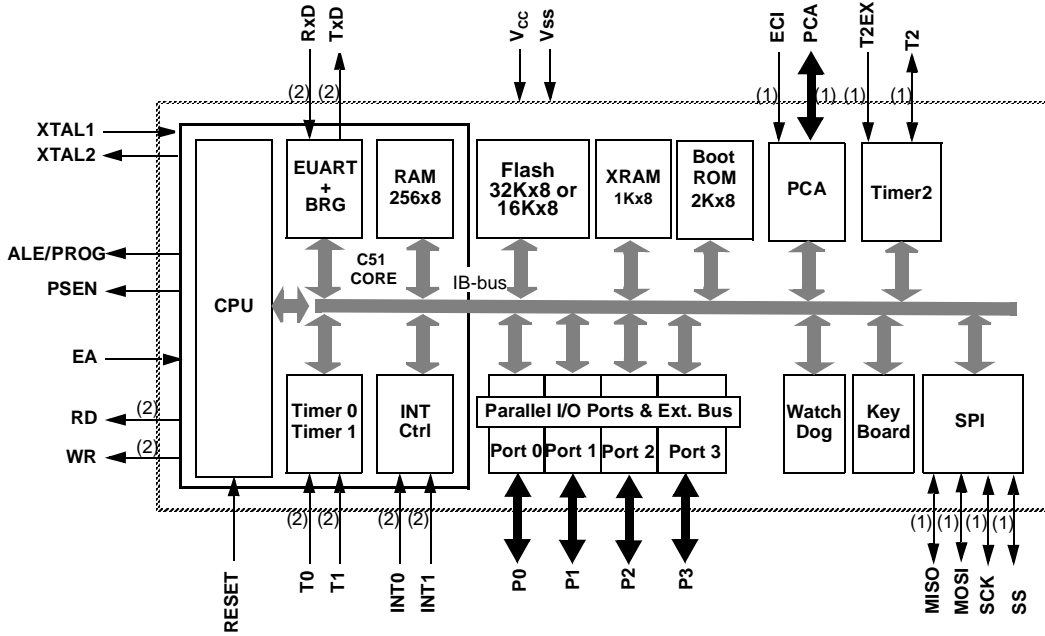 RxD
TxD
VCC
Vss
ECI
PCA
T2EX
T2
(2) (2) (1) (1) (1) (1)
XTAL1
XTAL2
EUART
+
BRG
RAM
256x8
Flash
32Kx8 or
16Kx8
XRAM
1Kx8
Boot
ROM
2Kx8
PCA
Timer2
ALE/PROG
C51
CORE
PSEN
CPU
IB-bus
EA
RD
(2)
WR
(2)
Timer 0
Timer 1
INT
Ctrl
Parallel I/O Ports & Ext. Bus
Port 0 Port 1 Port 2 Port 3
Watch
Dog
Key
Board
SPI
(2) (2) (2) (2) (1) (1) (1) (1)
RESET
T0
T1
INT0
INT1
P0
P1
P2
P3
MISO
MOSI
SCK
SS